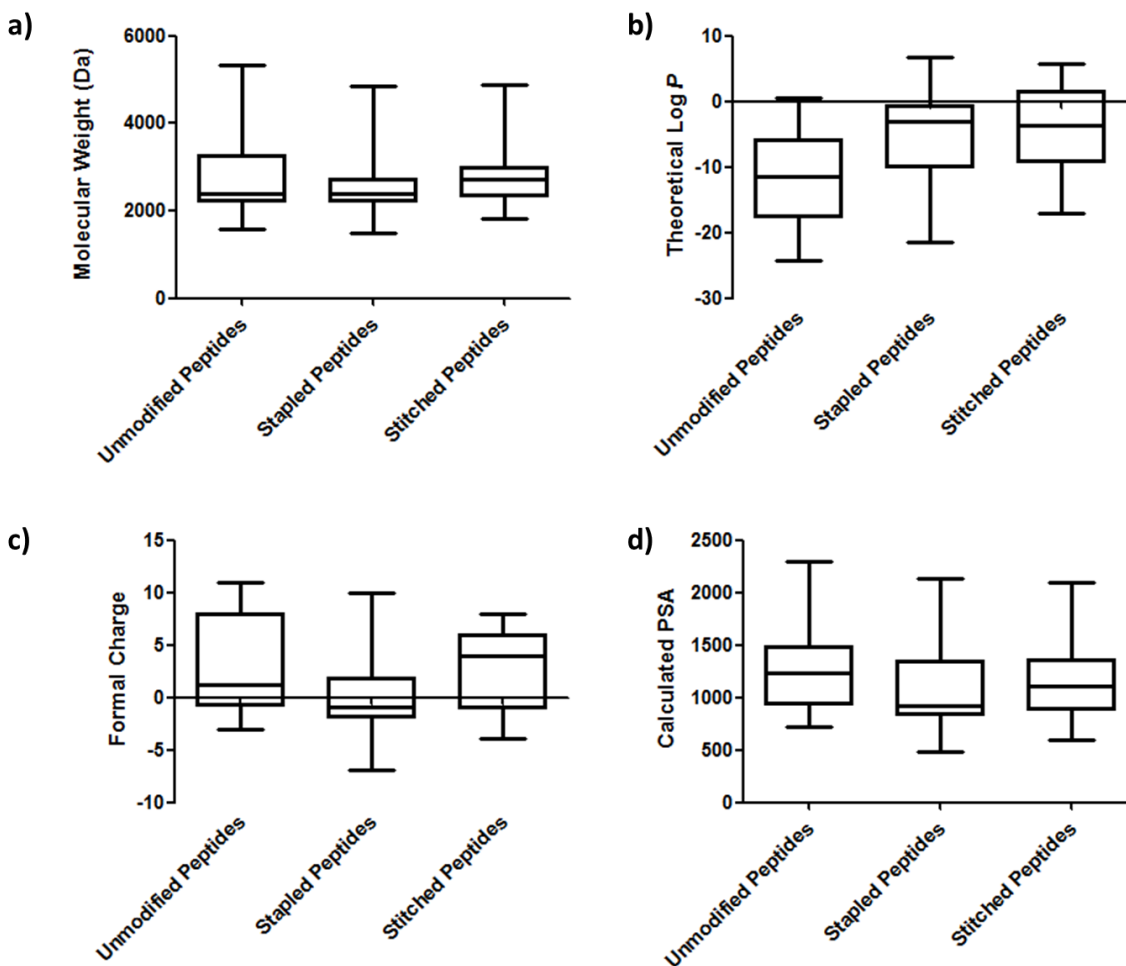 a)
Molecular Weight (Da)
6000
4000
2000
0
Unmodified Peptides
Stapled Peptides
Stitched Peptides
b)
Theoretical Log P
10
0
-10
-20
-30
Unmodified Peptides
Stapled Peptides
Stitched Peptides
c)
Formal Charge
15
10
5
0
-5
-10
Unmodified Peptides
Stapled Peptides
Stitched Peptides
d)
Calculated PSA
2500
2000
1500
1000
500
0
Unmodified Peptides
Stapled Peptides
Stitched Peptides